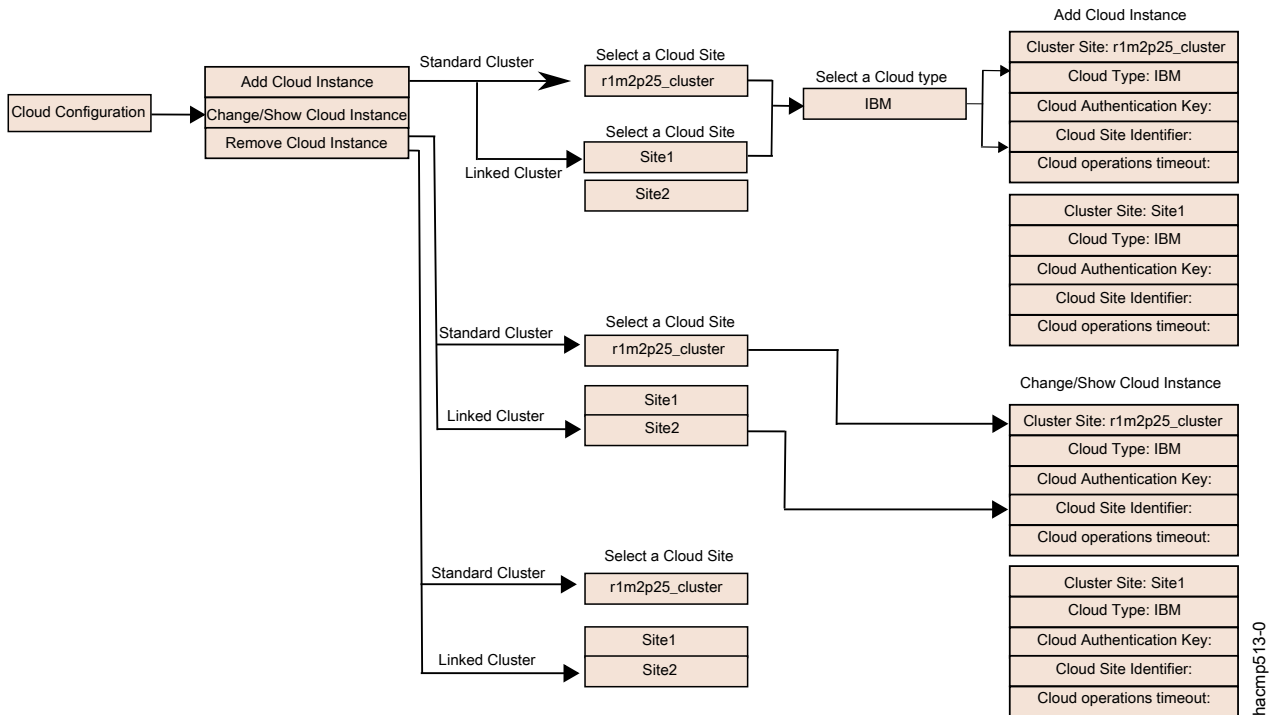 Cloud Configuration
Add Cloud Instance
Change/Show Cloud Instance
Remove Cloud Instance
Standard Cluster
Select a Cloud Site
r1m2p25_cluster
Linked Cluster
Select a Cloud Site
Site1
Site2
Select a Cloud type
IBM
Add Cloud Instance
Cluster Site: r1m2p25_cluster
Cloud Type: IBM
Cloud Authentication Key:
Cloud Site Identifier:
Cloud operations timeout:
Cluster Site: Site1
Cloud Type: IBM
Cloud Authentication Key:
Cloud Site Identifier:
Cloud operations timeout:
Standard Cluster
Select a Cloud Site
r1m2p25_cluster
Linked Cluster
Site1
Site2
Change/Show Cloud Instance
Cluster Site: r1m2p25_cluster
Cloud Type: IBM
Cloud Authentication Key:
Cloud Site Identifier:
Cloud operations timeout:
Standard Cluster
Select a Cloud Site
r1m2p25_cluster
Linked Cluster
Site1
Site2
Cluster Site: Site1
Cloud Type: IBM
Cloud Authentication Key:
Cloud Site Identifier:
Cloud operations timeout:
hacmp513-0